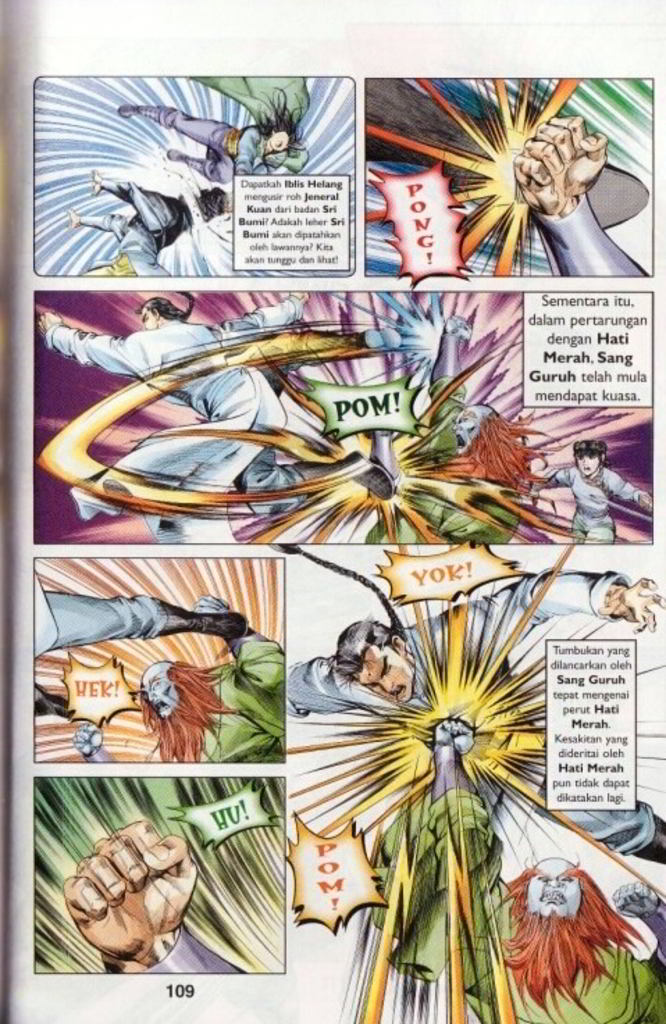 Dapatkah Iblis Helang
mengusir roh Jeneral
Kuan dari badan Sri
Bumi? Adakah leher Sri
Bumi akan dipatahkan
oleh lawannya? Kita
akan tunggu dan lihat!
PONG!
Sementara itu,
dalam pertarungan
dengan Hati
Merah, Sang
Guruh telah mula
mendapat kuasa.
POM!
HEK!
YOK!
Tumbukan yang
dilancarkan oleh
Sang Guruh
tepat mengenai
perut Hati
Merah.
Kesakitan yang
dideritai oleh
Hati Merah
pun tidak dapat
dikatakan lagi.
HU!
POM!
109